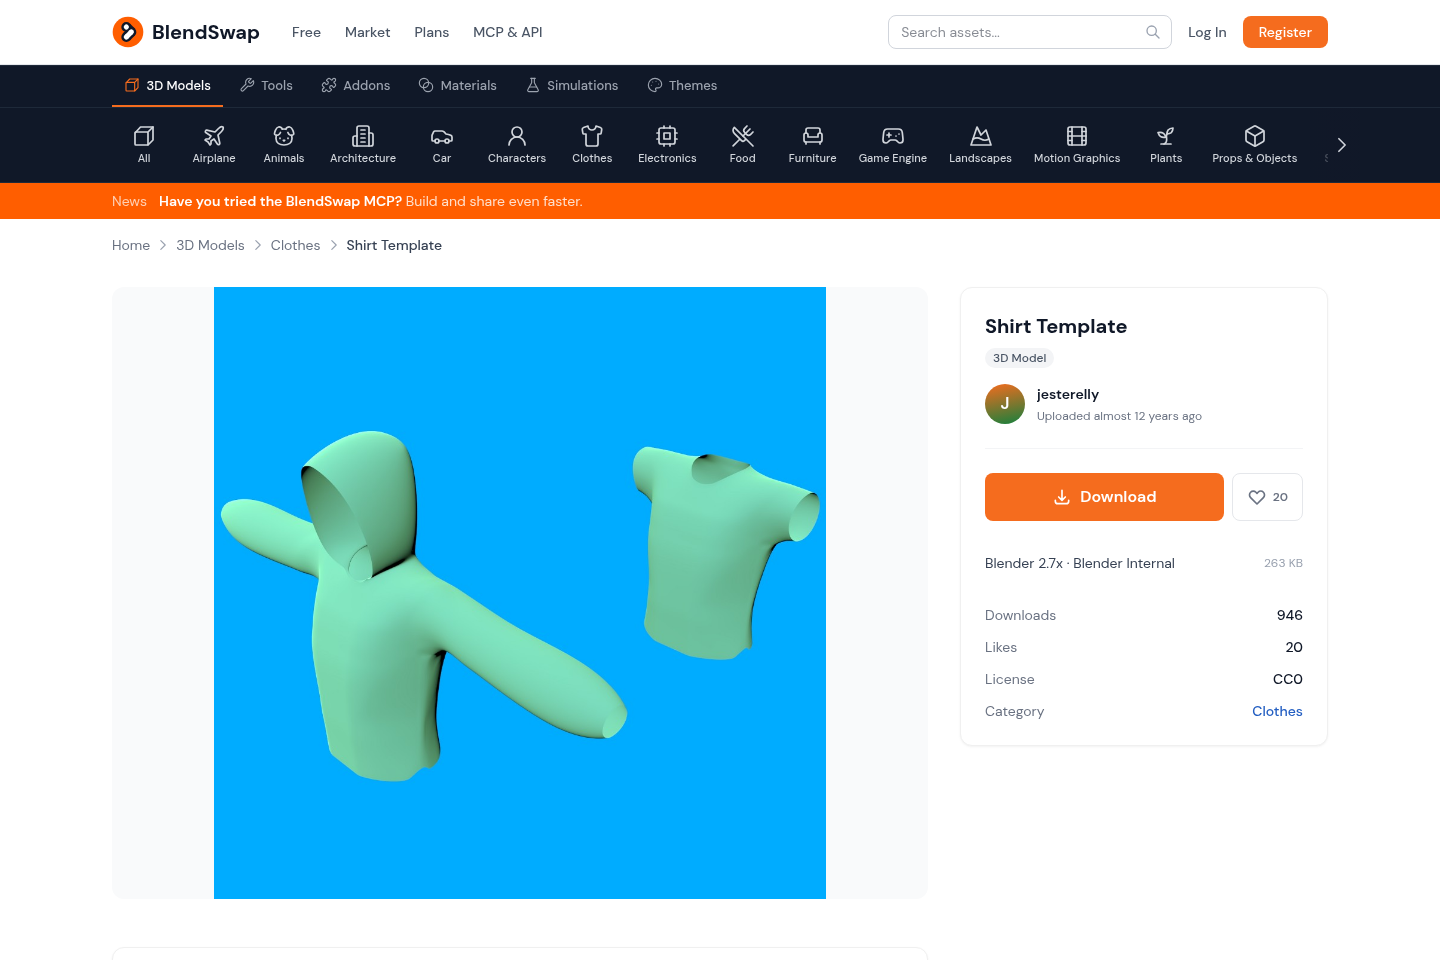 BlendSwap
Free
Market
Plans
MCP & API
Search assets...
Log In
Register
3D Models
Tools
Addons
Materials
Simulations
Themes
All
Airplane
Animals
Architecture
Car
Characters
Clothes
Electronics
Food
Furniture
Game Engine
Landscapes
Motion Graphics
Plants
Props & Objects
News Have you tried the BlendSwap MCP? Build and share even faster.
Home > 3D Models > Clothes > Shirt Template
Shirt Template
3D Model
J
jesterelly
Uploaded almost 12 years ago
Download
20
Blender 2.7x · Blender Internal 263 KB
Downloads 946
Likes 20
License CC0
Category Clothes